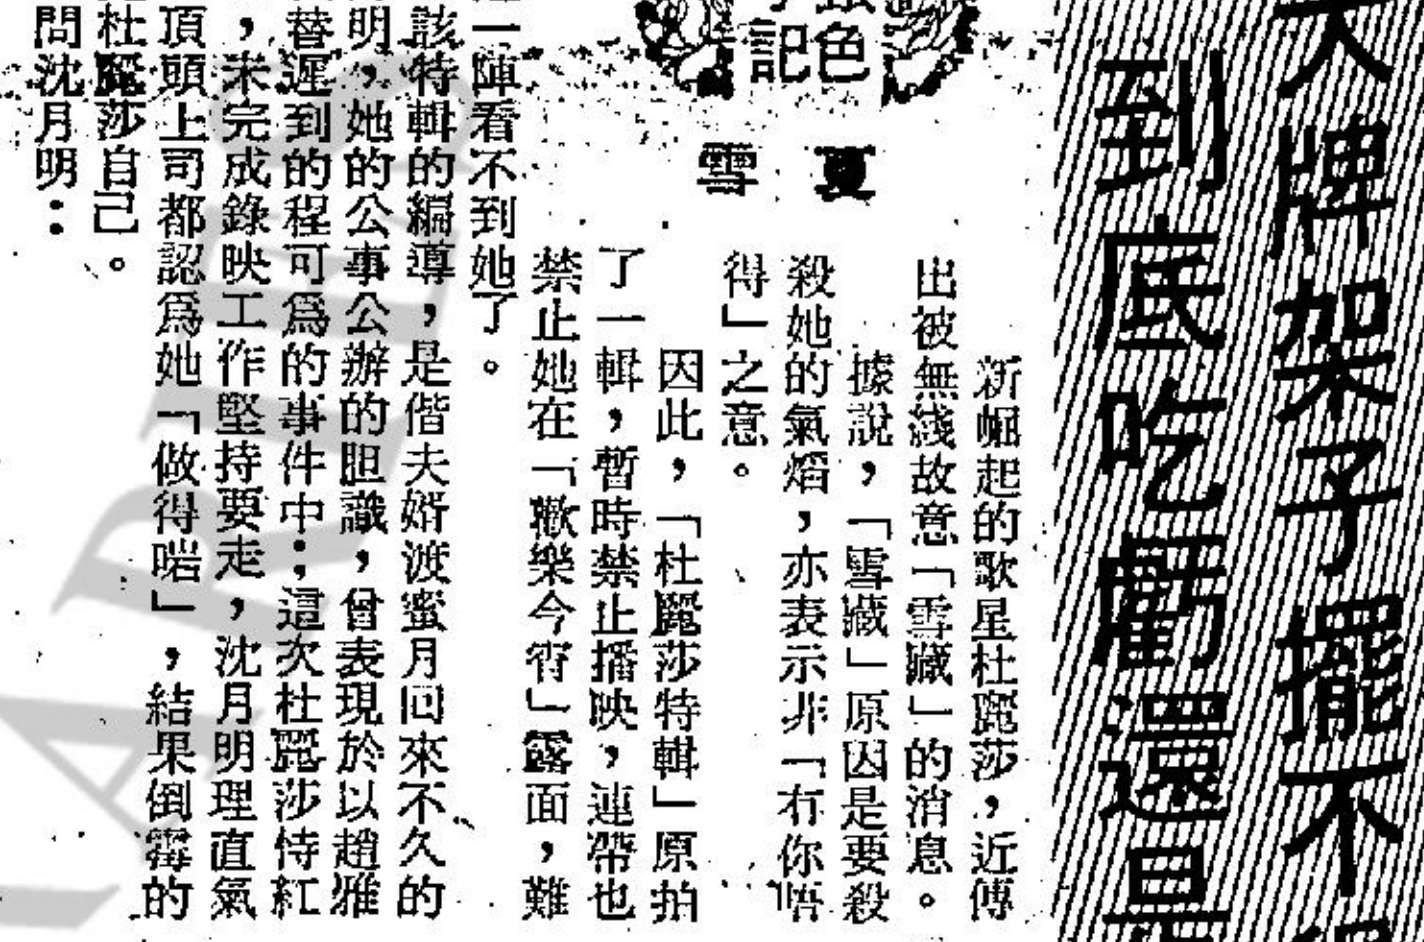 大牌架子擺不
到底吃虧還是
色
記
夏雪
新崛起的歌星杜麗莎,近傳
出被無綫故意「雪藏」的消息。
據說,「雪藏」原因是要殺
殺她的氣熖,亦表示非「冇你唔
得」之意。
因此,「杜麗莎特輯」原拍
了一輯,暫時禁止播映,連帶也
禁止她在「歡樂今宵」露面,難
一陣看不到她了。
該特輯的編導,是偕夫婿渡蜜月回來不久的
明,她的公事公辦的胆識,曾表現於以趙雅
替遲到的程可爲的事件中;這次杜麗莎恃紅
,未完成錄映工作堅持要走,沈月明理直氣
頂頭上司都認爲她「做得啱」,結果倒霉的
杜麗莎自己。
問沈月明: